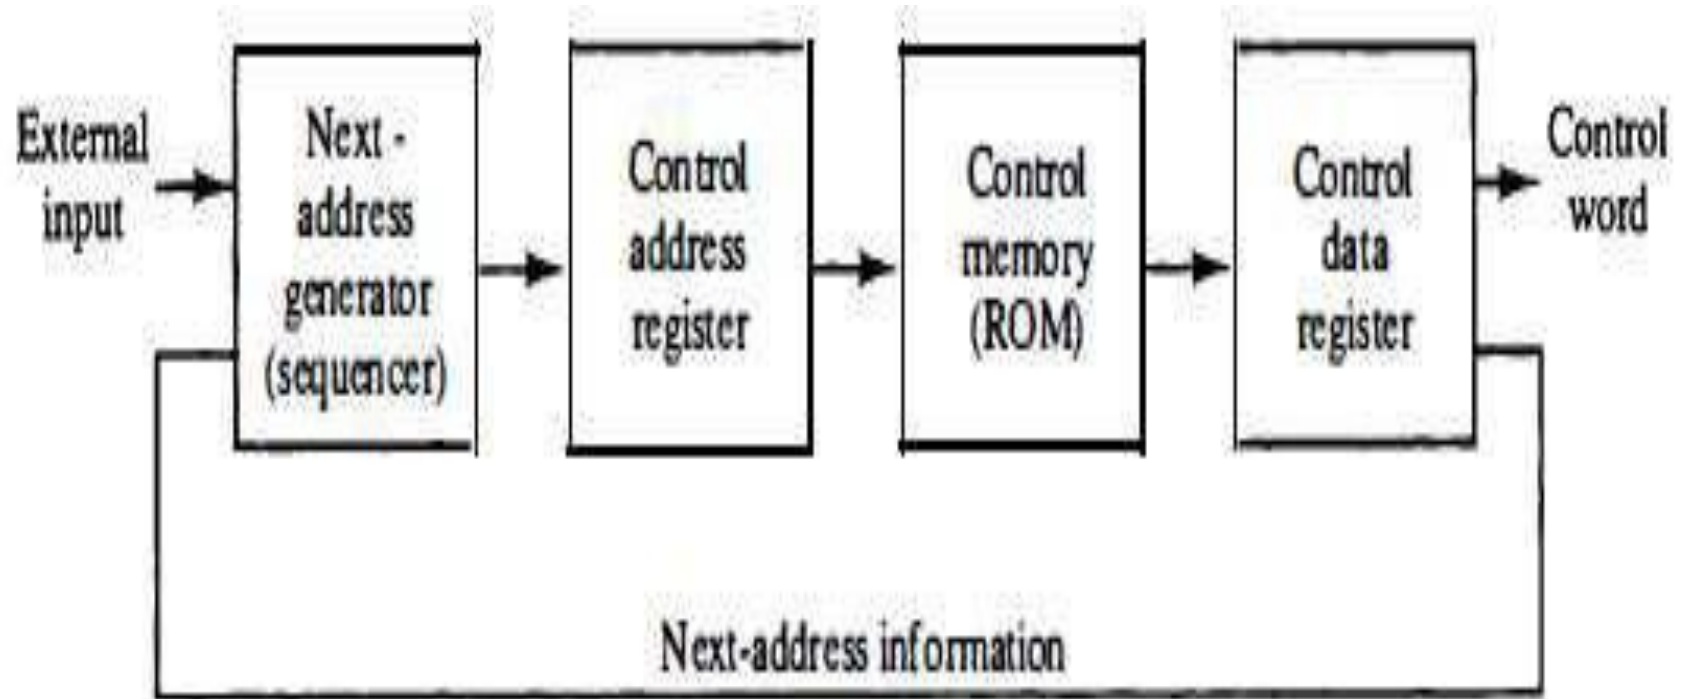 External
input
Next -
address
generator
(sequencer)
Control
address
register
Control
memory
(ROM)
Control
data
register
Control
word
Next-address information